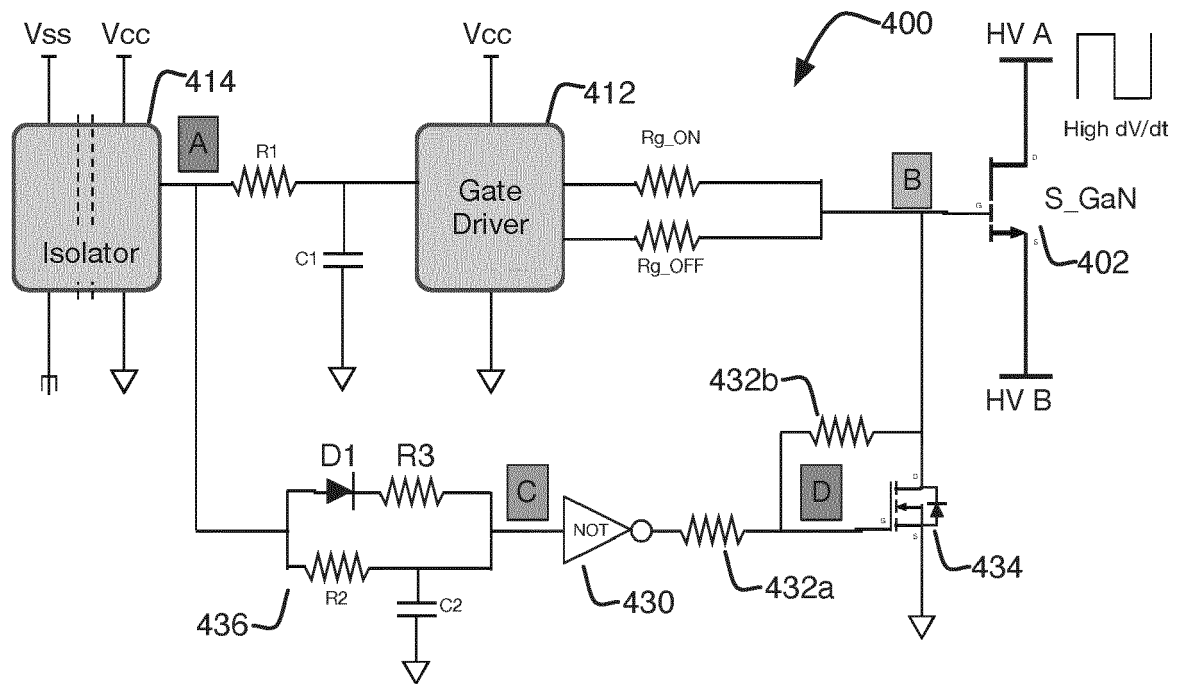 400
HV A
Vss
Vcc
Vcc
414
412
High dV/dt
A
R1
Rg_ON
D
B
Gate
Driver
G
S_GaN
Isolator
S
402
C1
Rg_OFF
432b
HV B
D1
R3
C
D
D
NOT
G
S
434
R2
C2
430
432a
436